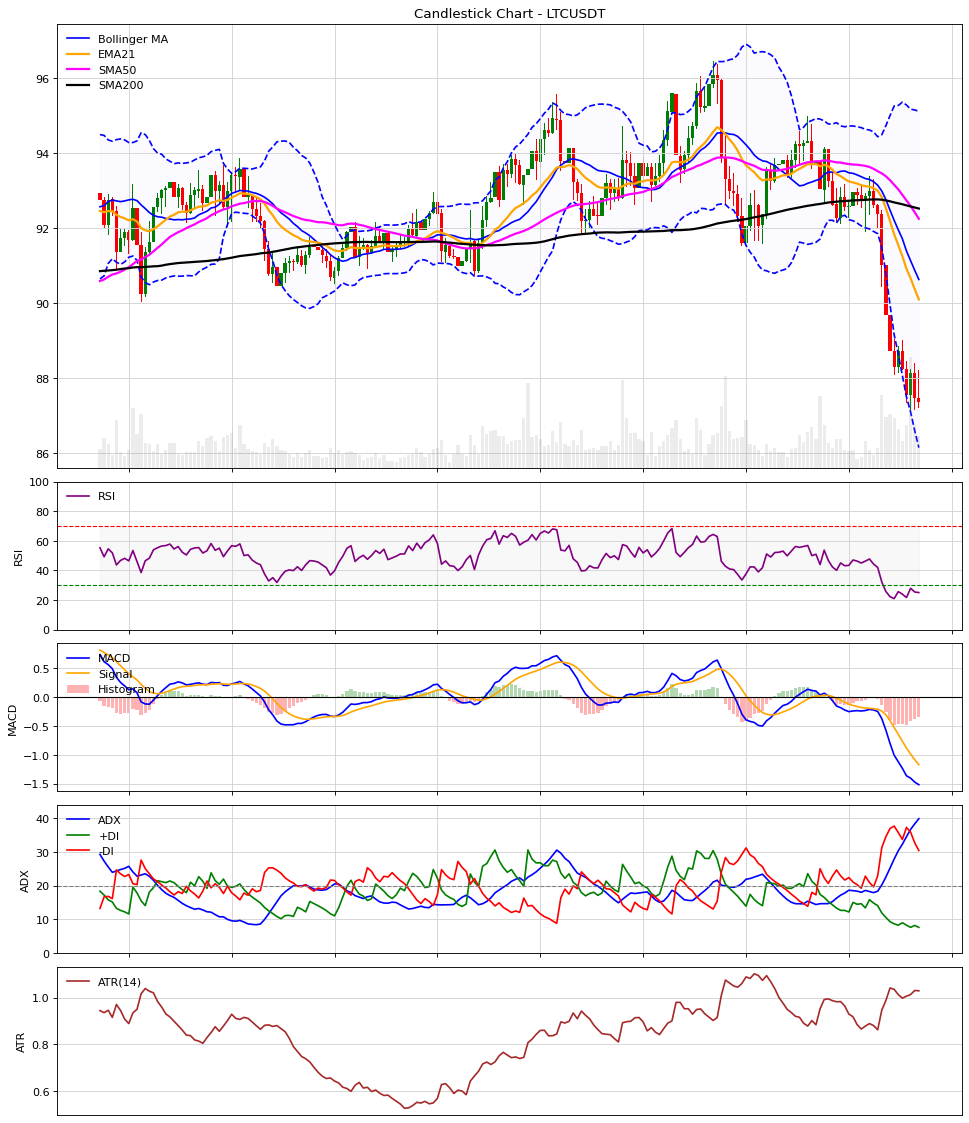 Candlestick Chart - LTCUSDT
Bollinger MA
EMA21
SMA50
SMA200
96
94
92
90
88
86
RSI
100
80
60
40
20
0
RSI
MACD
Signal
Histogram
0.5
0.0
−0.5
−1.0
−1.5
MACD
ADX
+DI
-DI
40
30
20
10
0
ADX
ATR(14)
1.0
0.8
0.6
ATR